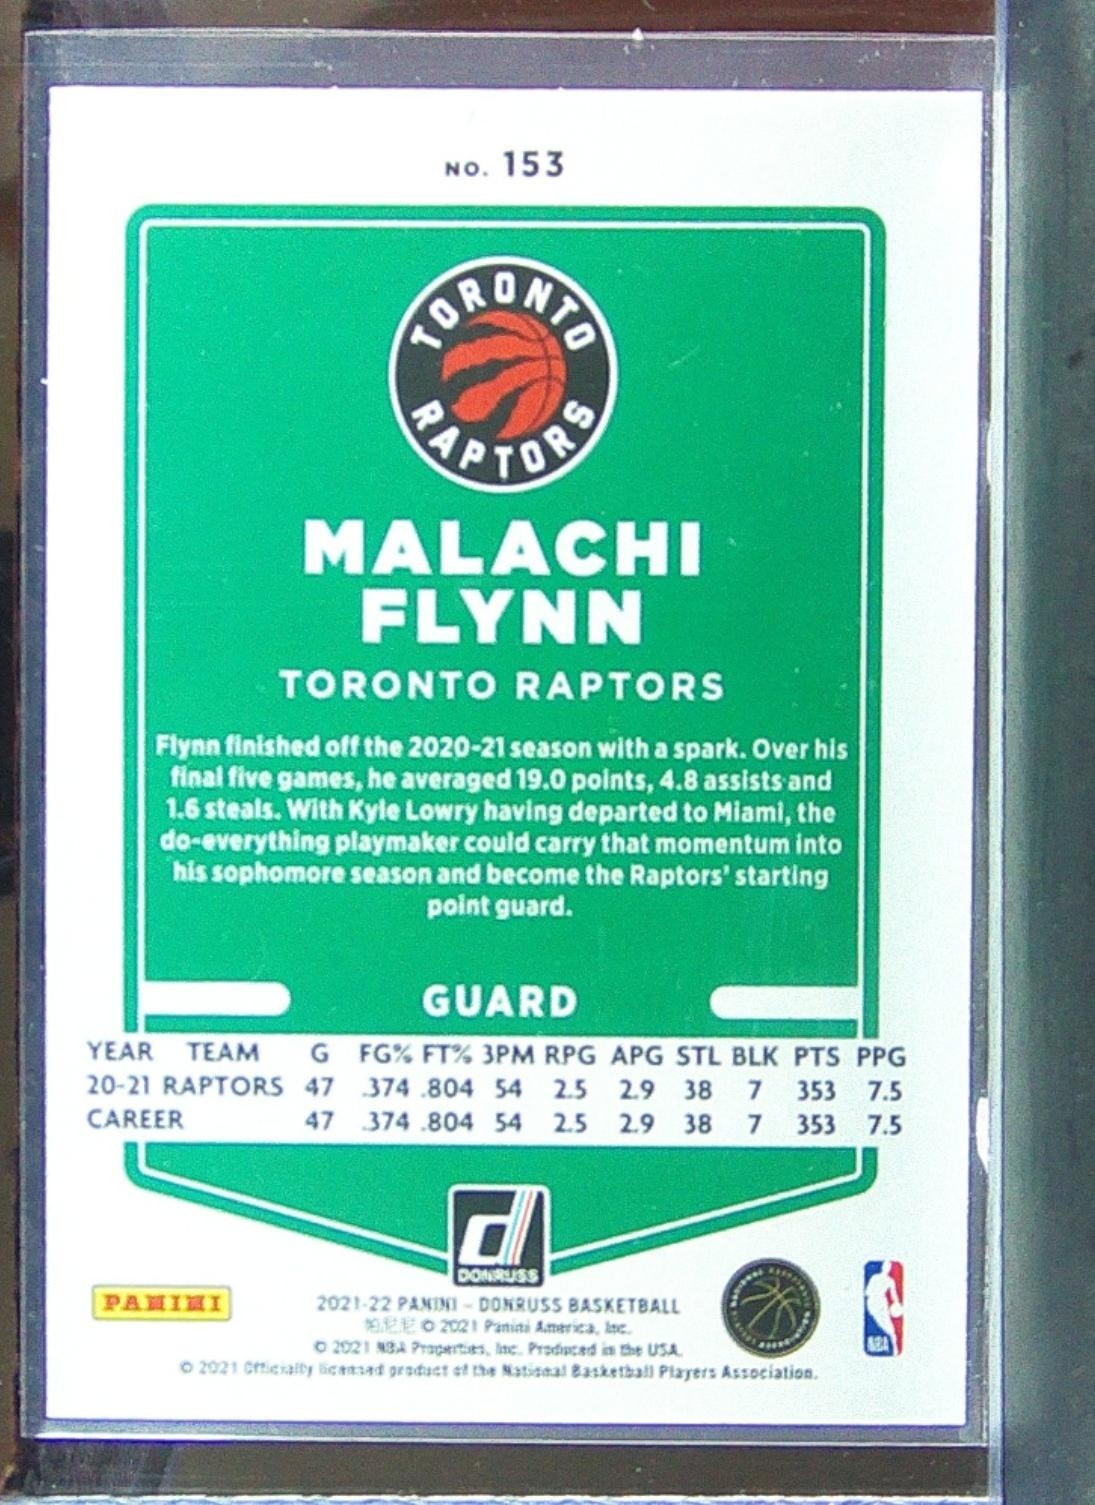 NO. 153
TORONTO
RAPTORS
MALACHI
FLYNN
TORONTO RAPTORS
Flynn finished off the 2020-21 season with a spark. Over his
final five games, he averaged 19.0 points, 4.8 assists and
1.6 steals. With Kyle Lowry having departed to Miami, the
do-everything playmaker could carry that momentum into
his sophomore season and become the Raptors' starting
point guard.
GUARD
YEAR TEAM G FG% FT% 3PM RPG APG STL BLK PTS PPG
20-21 RAPTORS 47 .374 .804 54 2.5 2.9 38 7 353 7.5
CAREER 47 .374 .804 54 2.5 2.9 38 7 353 7.5
d
DONRUSS
PANINI
2021-22 PANINI – DONRUSS BASKETBALL
帕尼尼 © 2021 Panini America, Inc.
© 2021 NBA Properties, Inc. Produced in the USA.
© 2021 Officially licensed product of the National Basketball Players Association.
NBA